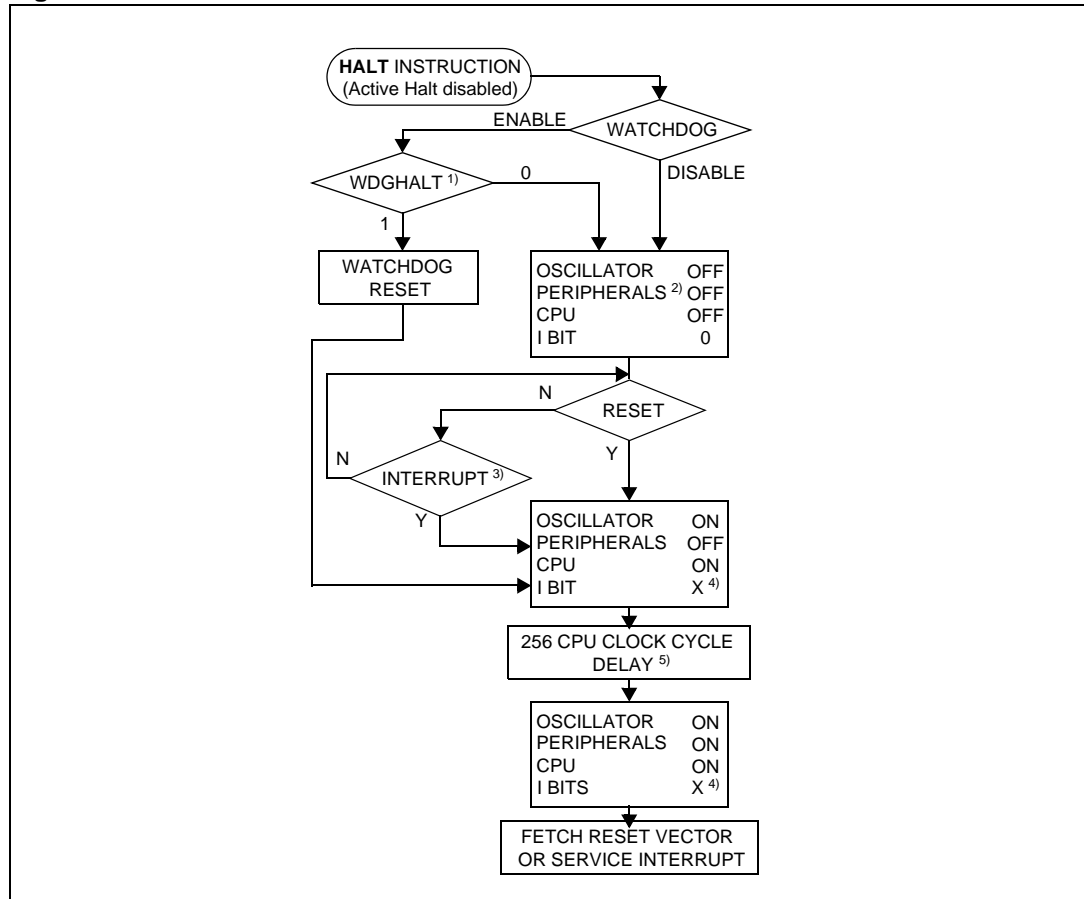 HALT INSTRUCTION
(Active Halt disabled)
ENABLE
WATCHDOG
WDGHALT 1)
0
DISABLE
1
WATCHDOG
RESET
OSCILLATOR OFF
PERIPHERALS 2) OFF
CPU OFF
I BIT 0
N
RESET
N
INTERRUPT 3)
Y
Y
OSCILLATOR ON
PERIPHERALS OFF
CPU ON
I BIT X 4)
256 CPU CLOCK CYCLE
DELAY 5)
OSCILLATOR ON
PERIPHERALS ON
CPU ON
I BITS X 4)
FETCH RESET VECTOR
OR SERVICE INTERRUPT